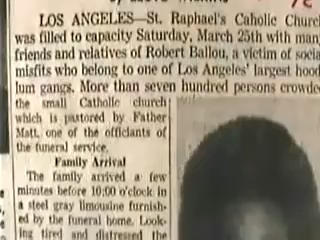 LOS ANGELES—St. Raphael's Caholic Churc
was filled to capacity Saturday, March 25th with man
friends and relatives of Robert Ballou, a victim of socia
misfits who belong to one of Los Angeles' largest hood
lum gangs. More than seven hundred persons crowde
the small Catholic church
which is pastored by Father
Matt, one of the officiants of
the funeral service.
Family Arrival
The family arrived a few
minutes before 10:00 o'clock in
a steel gray limousine furnish-
ed by the funeral home. Look-
ing tired and distressed the